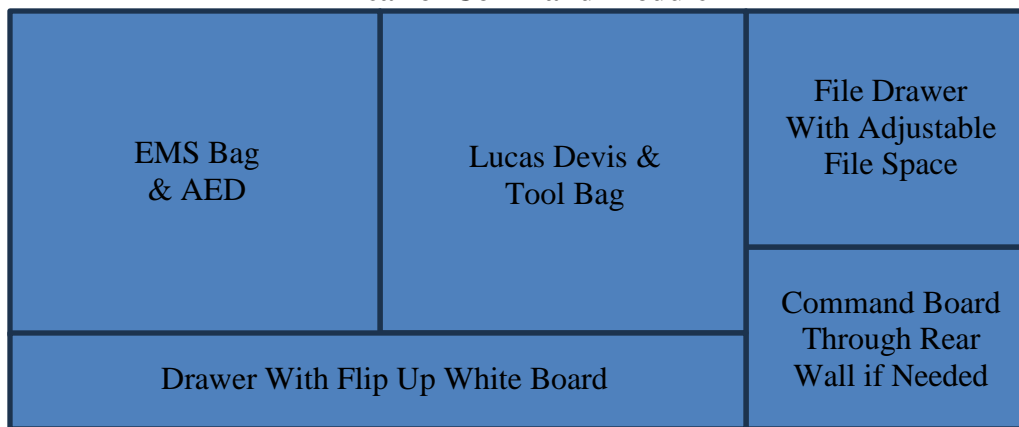 EMS Bag
& AED
Lucas Devis &
Tool Bag
File Drawer
With Adjustable
File Space
Command Board
Through Rear
Wall if Needed
Drawer With Flip Up White Board